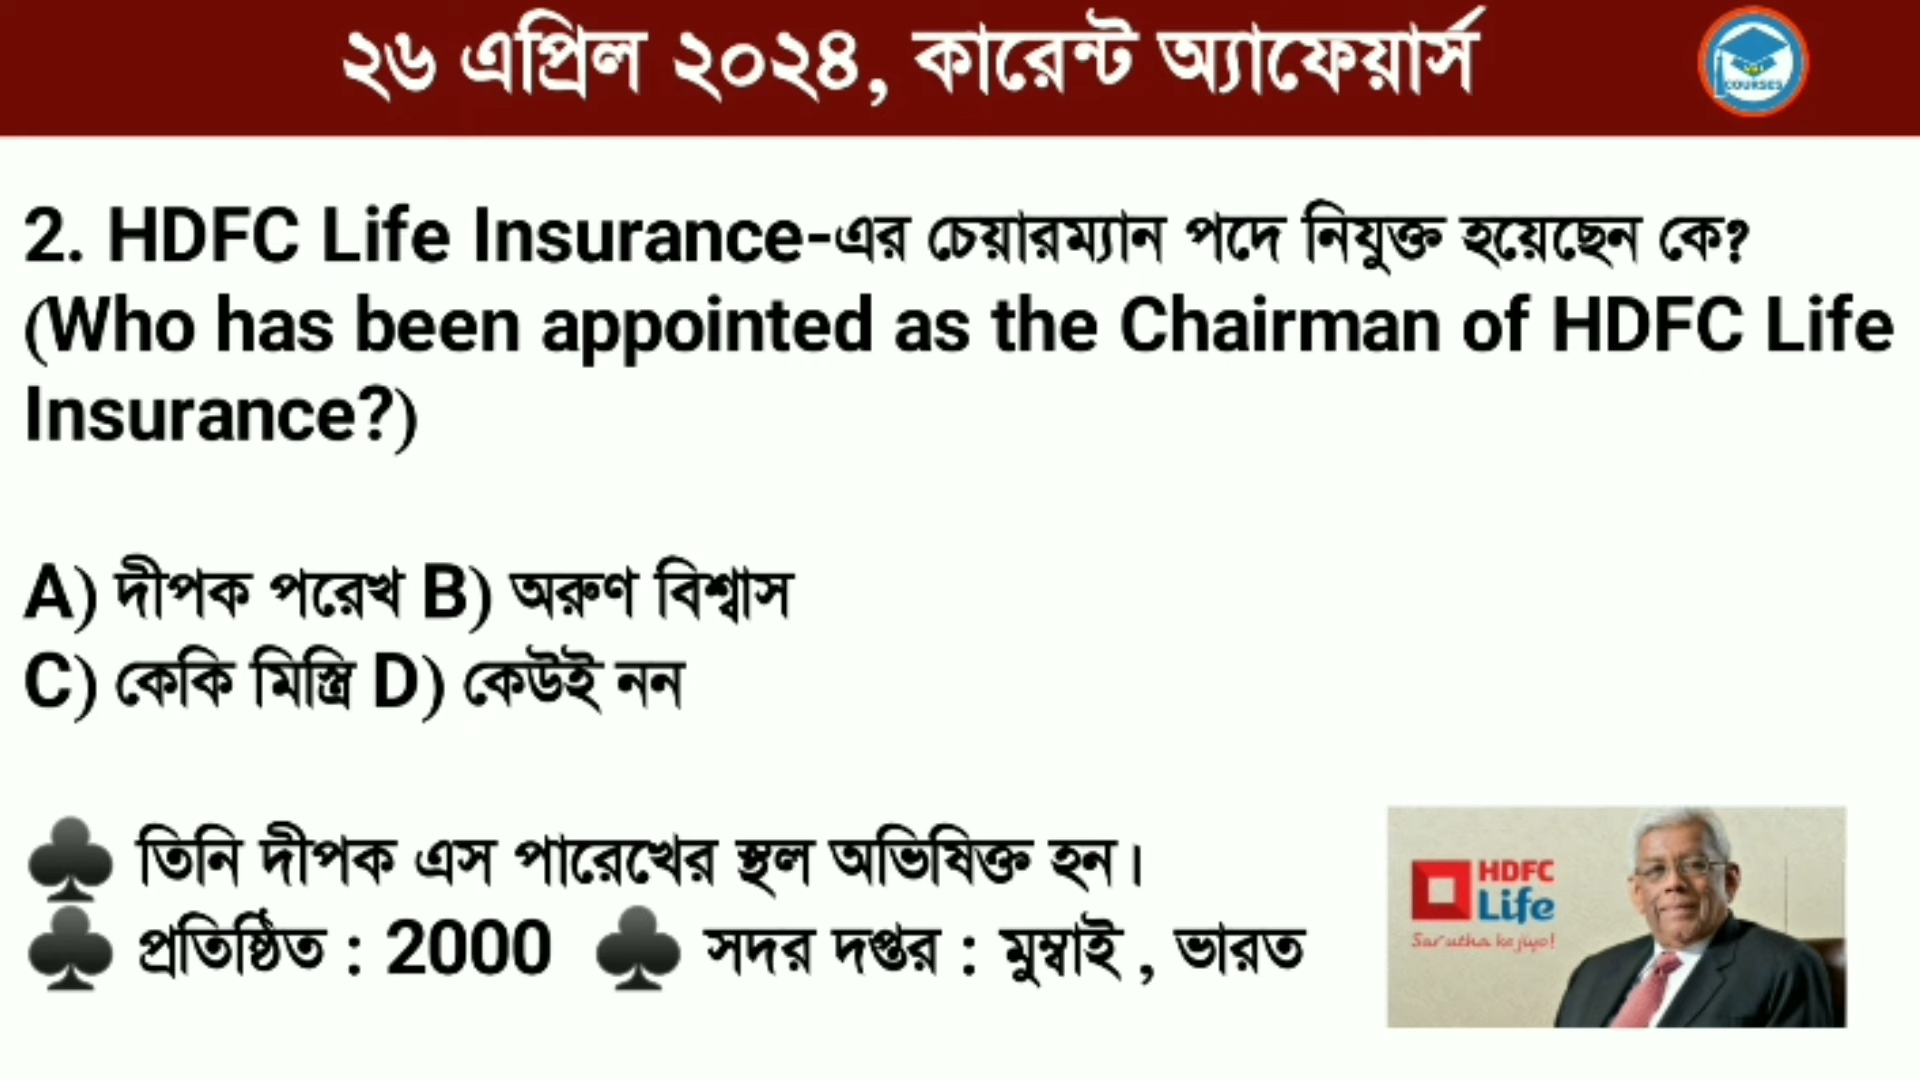 ২৬ এপ্রিল ২০২৪, কারেন্ট অ্যাফেয়ার্স
COURSES
2. HDFC Life Insurance-এর চেয়ারম্যান পদে নিযুক্ত হয়েছেন কে?
(Who has been appointed as the Chairman of HDFC Life
Insurance?)
A) দীপক পরেখ B) অরুণ বিশ্বাস
C) কেকি মিস্ত্রি D) কেউই নন
♣ তিনি দীপক এস পারেখের স্থল অভিষিক্ত হন।
♣ প্রতিষ্ঠিত : 2000 ♣ সদর দপ্তর : মুম্বাই , ভারত
HDFC
Life
Sar utha ke jiyo!